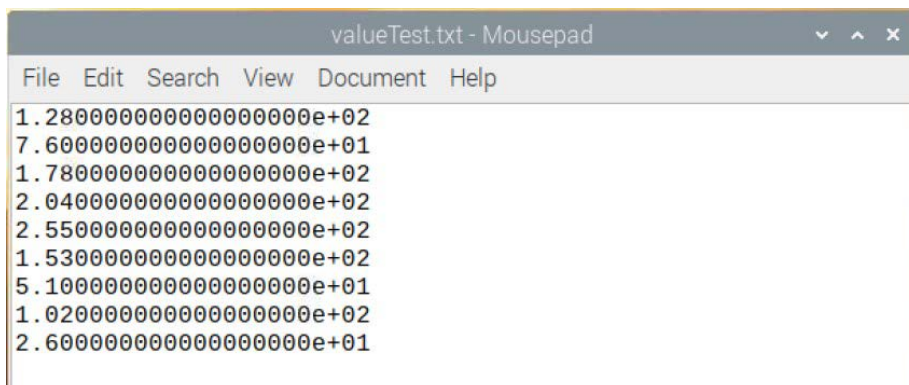 valueTest.txt - Mousepad
File Edit Search View Document Help
1.280000000000000000e+02
7.600000000000000000e+01
1.780000000000000000e+02
2.040000000000000000e+02
2.550000000000000000e+02
1.530000000000000000e+02
5.100000000000000000e+01
1.020000000000000000e+02
2.600000000000000000e+01